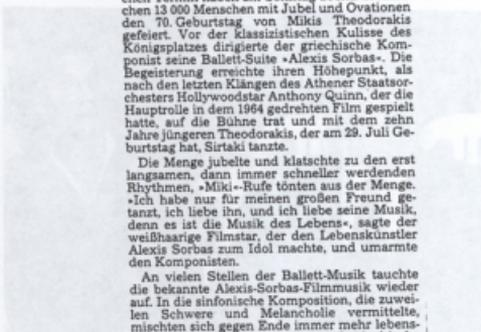 chen 13 000 Menschen mit Jubel und Ovationen
den 70. Geburtstag von Mikis Theodorakis
gefeiert. Vor der klassizistischen Kulisse des
Königsplatzes dirigierte der griechische Kom-
ponist seine Ballett-Suite »Alexis Sorbas«. Die
Begeisterung erreichte ihren Höhepunkt, als
nach den letzten Klängen des Athener Staatsor-
chesters Hollywoodstar Anthony Quinn, der die
Hauptrolle in dem 1964 gedrehten Film gespielt
hatte, auf die Bühne trat und mit dem zehn
Jahre jüngeren Theodorakis, der am 29. Juli Ge-
burtstag hat, Sirtaki tanzte.
Die Menge jubelte und klatschte zu den erst
langsamen, dann immer schneller werdenden
Rhythmen, »Miki«-Rufe tönten aus der Menge.
»Ich habe nur für meinen großen Freund ge-
tanzt, ich liebe ihn, und ich liebe seine Musik,
denn es ist die Musik des Lebens«, sagte der
weißhaarige Filmstar, der den Lebenskünstler
Alexis Sorbas zum Idol machte, und umarmte
den Komponisten.
An vielen Stellen der Ballett-Musik tauchte
die bekannte Alexis-Sorbas-Filmmusik wieder
auf. In die sinfonische Komposition, die zuwei-
len Schwere und Melancholie vermittelte,
mischten sich gegen Ende immer mehr lebens-